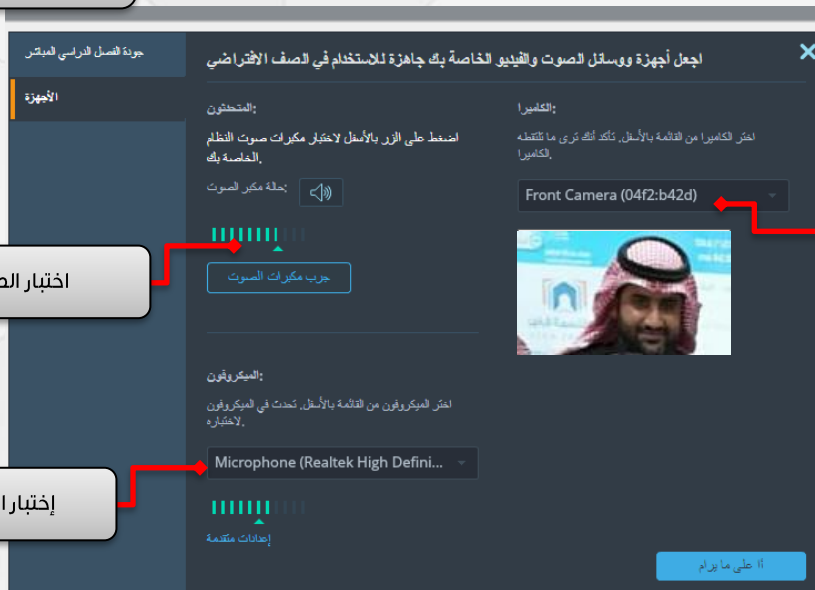 جودة الفصل الدراسي المباشر
الأجهزة
اجعل أجهزة ووسائل الصوت والفيديو الخاصة بك جاهزة للاستخدام في الصف الافتراضي
المتحدثون:
اضغط على الزر بالأسفل لاختبار مكبرات صوت النظام
الخاصة بك.
حالة مكبر الصوت:
جرب مكبرات الصوت
الميكروفون:
اختر الميكروفون من القائمة بالأسفل. تحدث في الميكروفون
لاختباره.
Microphone (Realtek High Defini...
إعدادات متقدمة
الكاميرا:
اختر الكاميرا من القائمة بالأسفل. تأكد أنك ترى ما تلتقطه
الكاميرا.
Front Camera (04f2:b42d)
أا على ما يرام
اختبار
إختبار